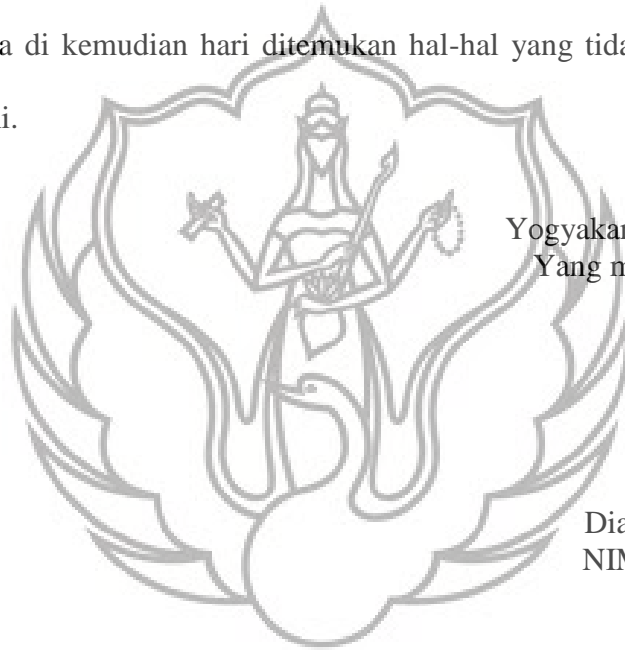 a di kemudian hari ditemukan hal-hal yang tida
i.
Yogyakar
Yang m
Dia
NIM